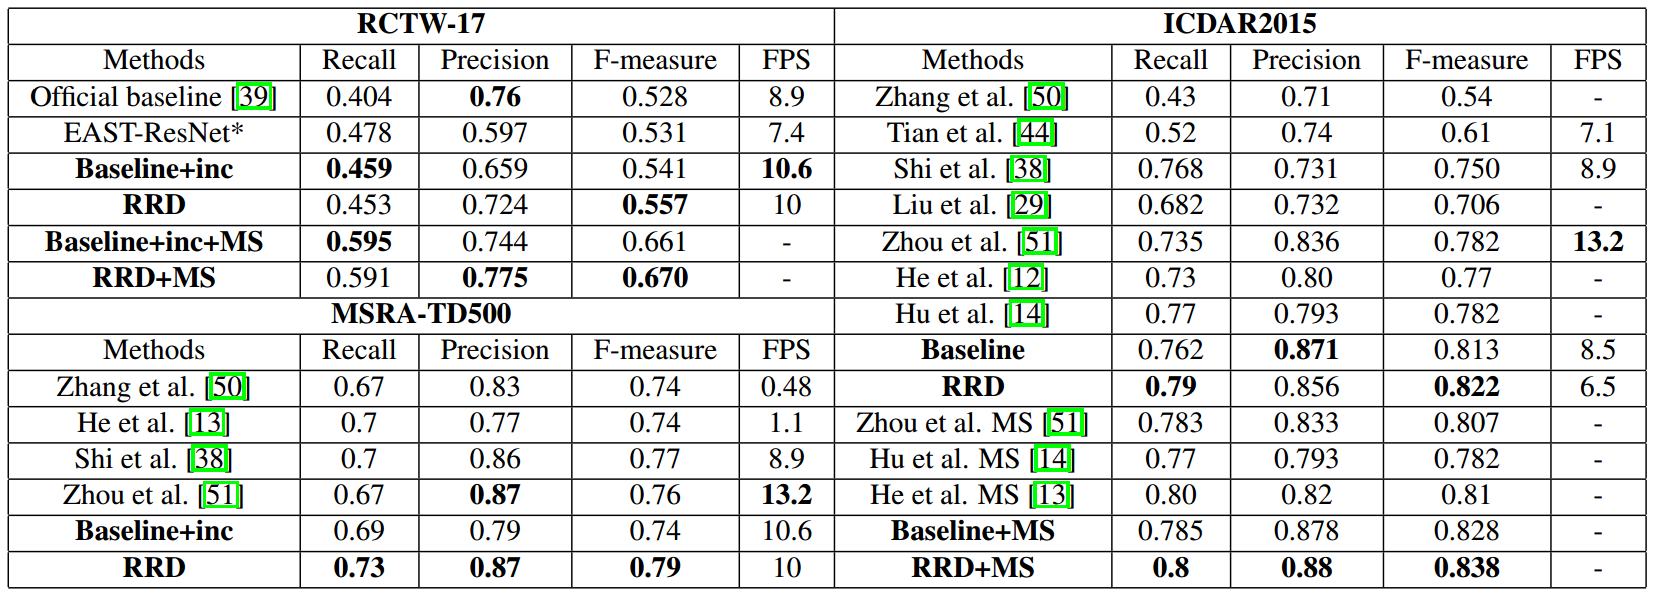 RCTW-17
Methods Recall Precision F-measure FPS
Official baseline [39] 0.404 0.76 0.528 8.9
EAST-ResNet* 0.478 0.597 0.531 7.4
Baseline+inc 0.459 0.659 0.541 10.6
RRD 0.453 0.724 0.557 10
Baseline+inc+MS 0.595 0.744 0.661 -
RRD+MS 0.591 0.775 0.670 -
MSRA-TD500
Methods Recall Precision F-measure FPS
Zhang et al. [50] 0.67 0.83 0.74 0.48
He et al. [13] 0.7 0.77 0.74 1.1
Shi et al. [38] 0.7 0.86 0.77 8.9
Zhou et al. [51] 0.67 0.87 0.76 13.2
Baseline+inc 0.69 0.79 0.74 10.6
RRD 0.73 0.87 0.79 10
ICDAR2015
Methods Recall Precision F-measure FPS
Zhang et al. [50] 0.43 0.71 0.54 -
Tian et al. [44] 0.52 0.74 0.61 7.1
Shi et al. [38] 0.768 0.731 0.750 8.9
Liu et al. [29] 0.682 0.732 0.706 -
Zhou et al. [51] 0.735 0.836 0.782 13.2
He et al. [12] 0.73 0.80 0.77 -
Hu et al. [14] 0.77 0.793 0.782 -
Baseline 0.762 0.871 0.813 8.5
RRD 0.79 0.856 0.822 6.5
Zhou et al. MS [51] 0.783 0.833 0.807 -
Hu et al. MS [14] 0.77 0.793 0.782 -
He et al. MS [13] 0.80 0.82 0.81 -
Baseline+MS 0.785 0.878 0.828 -
RRD+MS 0.8 0.88 0.838 -